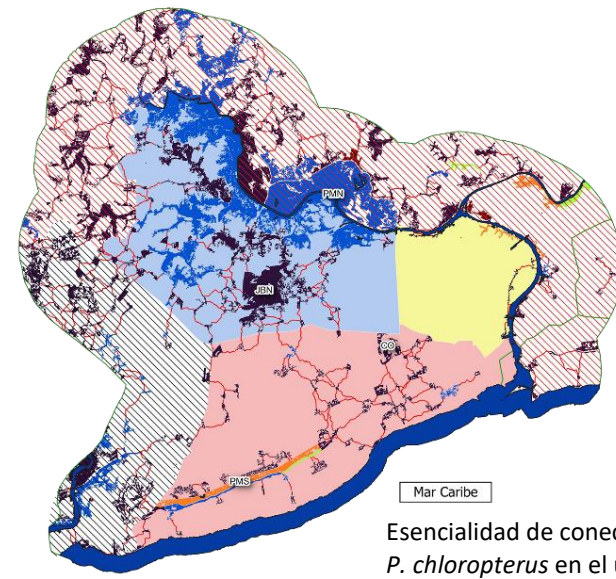 PMN
JBN
CO
PMS
Mar Caribe
Esencialidad de conec
P. chloropterus en el